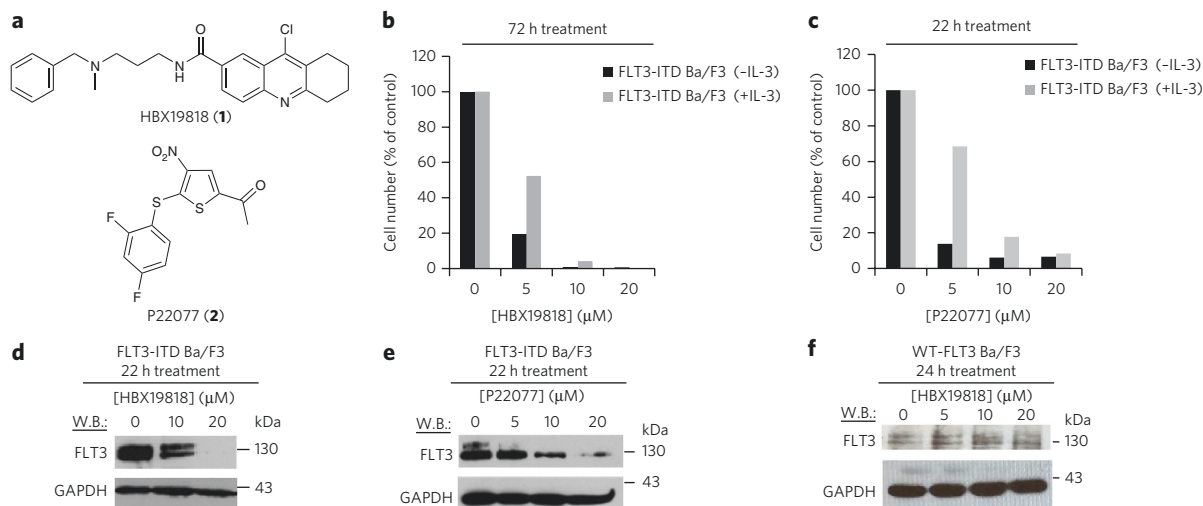 a
O
Cl
N
N
H
N
HBX19818 (1)
O2N
O
S
S
F
F
P22077 (2)
b
72 h treatment
FLT3-ITD Ba/F3 (−IL-3)
FLT3-ITD Ba/F3 (+IL-3)
Cell number (% of control)
120
100
80
60
40
20
0
0 5 10 20
[HBX19818] (μM)
c
22 h treatment
FLT3-ITD Ba/F3 (−IL-3)
FLT3-ITD Ba/F3 (+IL-3)
Cell number (% of control)
120
100
80
60
40
20
0
0 5 10 20
[P22077] (μM)
d
FLT3-ITD Ba/F3
22 h treatment
[HBX19818] (μM)
W.B.: 0 10 20 kDa
FLT3 130
GAPDH 43
e
FLT3-ITD Ba/F3
22 h treatment
[P22077] (μM)
W.B.: 0 5 10 20 kDa
FLT3 130
GAPDH 43
f
WT-FLT3 Ba/F3
24 h treatment
[HBX19818] (μM)
W.B.: 0 5 10 20 kDa
FLT3 130
GAPDH 43